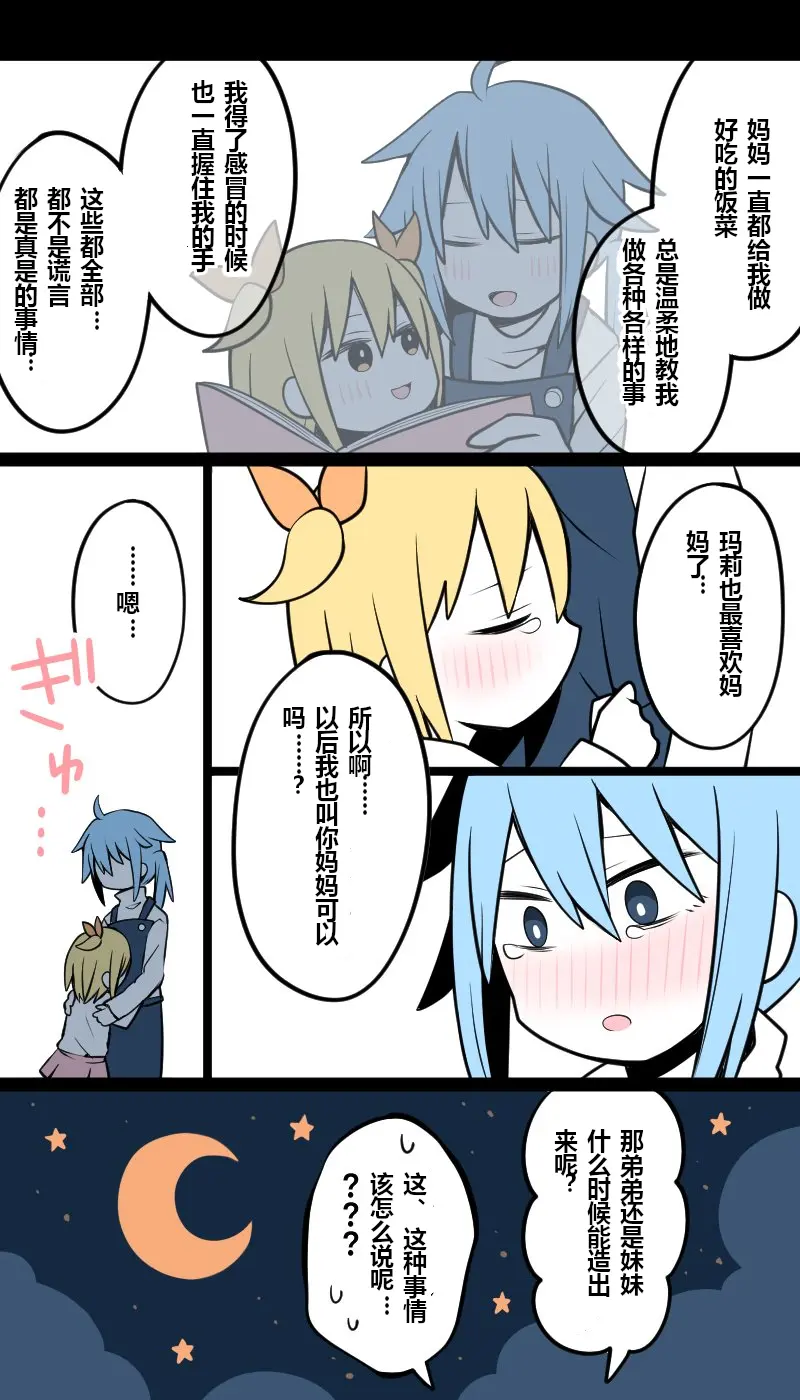 妈妈一直都给我做
好吃的饭菜
总是温柔地教我
做各种各样的事
我得了感冒的时候
也一直握住我的手
这些都全部…
都不是谎言
都是真是的事情…
玛莉也最喜欢妈
妈了…
所以啊……
以后我也叫你妈妈可以
吗……?
……嗯…
ギュ…
那弟弟还是妹妹
什么时候能造出
来呢?
这、这种事情
该怎么说呢…
???